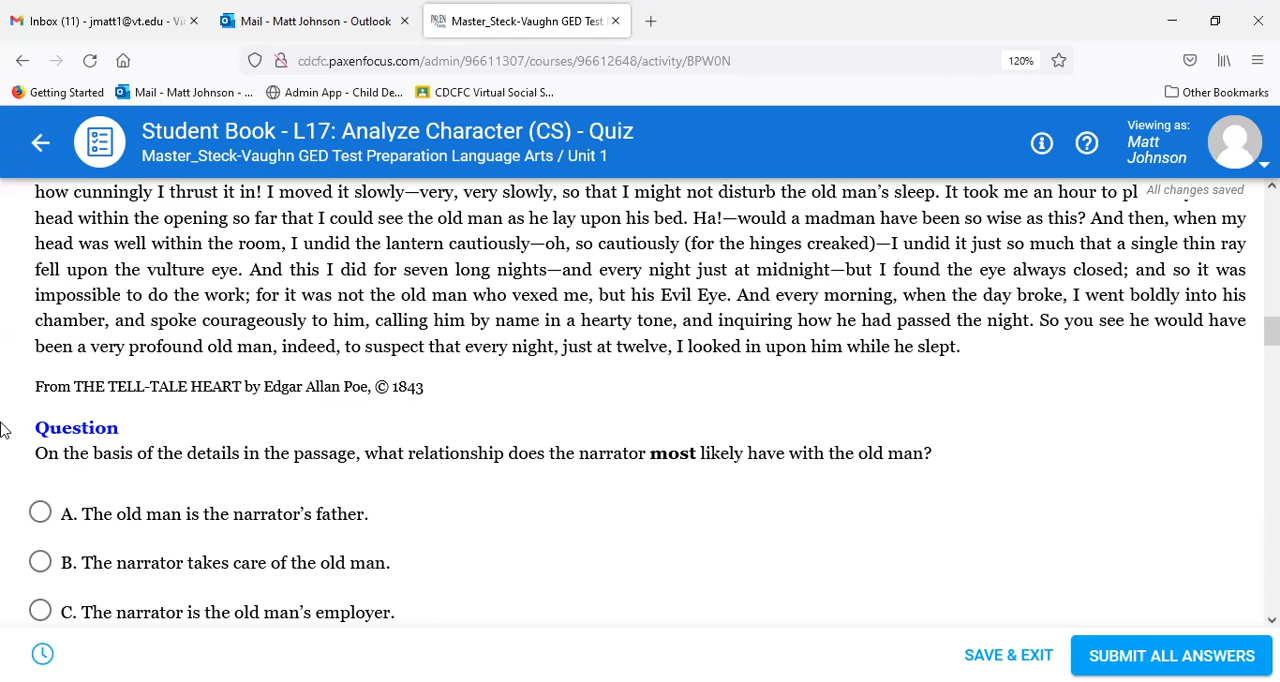 Inbox (11) - jmatt1@vt.edu - Vi
Mail - Matt Johnson - Outlook
Master_Steck-Vaughn GED Test
cdcfc.paxenfocus.com/admin/96611307/courses/96612648/activity/BPW0N
120%
Getting Started
Mail - Matt Johnson - ...
Admin App - Child De...
CDCFC Virtual Social S...
Other Bookmarks
Student Book - L17: Analyze Character (CS) - Quiz
Master_Steck-Vaughn GED Test Preparation Language Arts / Unit 1
Viewing as:
Matt
Johnson
how cunningly I thrust it in! I moved it slowly—very, very slowly, so that I might not disturb the old man's sleep. It took me an hour to pl
All changes saved
head within the opening so far that I could see the old man as he lay upon his bed. Ha!—would a madman have been so wise as this? And then, when my
head was well within the room, I undid the lantern cautiously—oh, so cautiously (for the hinges creaked)—I undid it just so much that a single thin ray
fell upon the vulture eye. And this I did for seven long nights—and every night just at midnight—but I found the eye always closed; and so it was
impossible to do the work; for it was not the old man who vexed me, but his Evil Eye. And every morning, when the day broke, I went boldly into his
chamber, and spoke courageously to him, calling him by name in a hearty tone, and inquiring how he had passed the night. So you see he would have
been a very profound old man, indeed, to suspect that every night, just at twelve, I looked in upon him while he slept.
From THE TELL-TALE HEART by Edgar Allan Poe, © 1843
Question
On the basis of the details in the passage, what relationship does the narrator most likely have with the old man?
A. The old man is the narrator's father.
B. The narrator takes care of the old man.
C. The narrator is the old man's employer.
SAVE & EXIT
SUBMIT ALL ANSWERS